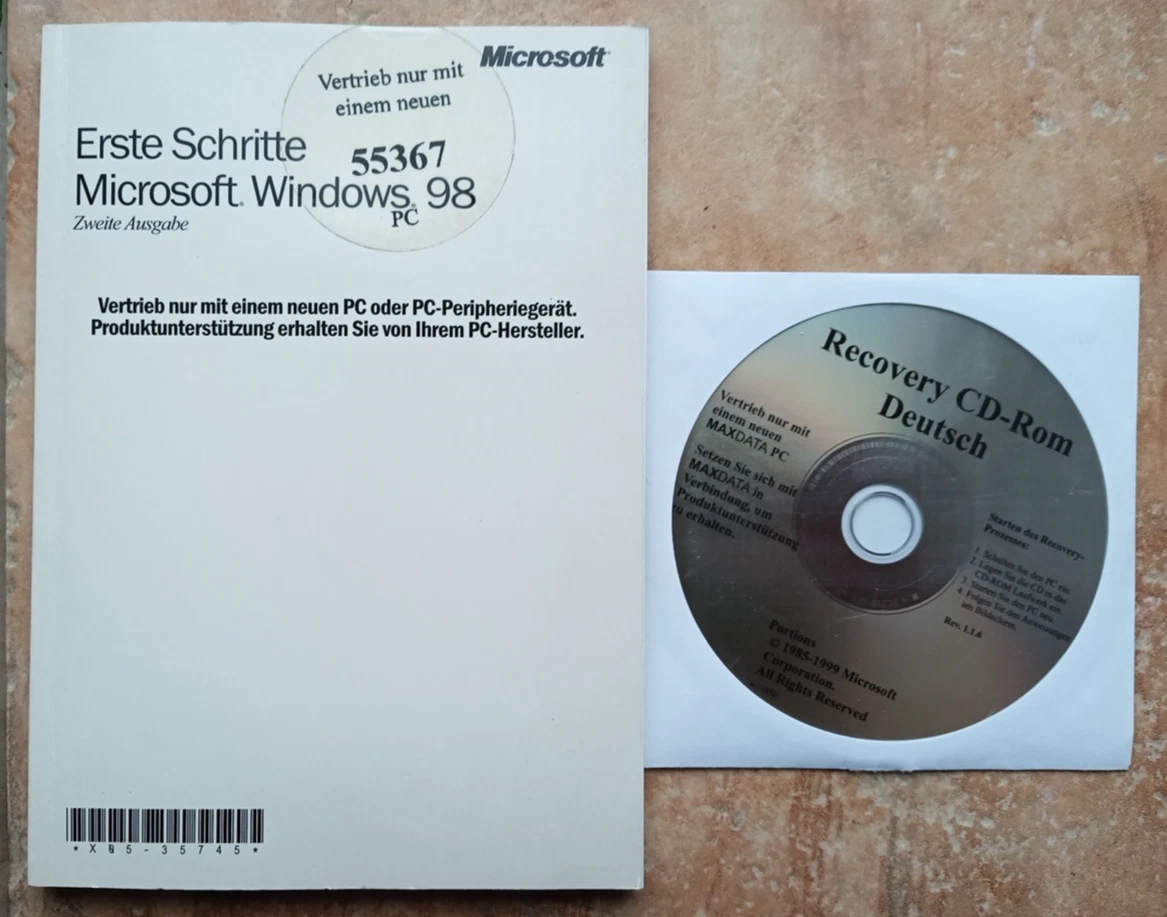 Microsoft
Vertrieb nur mit
einem neuen
55367
PC
Erste Schritte
Microsoft Windows 98
Zweite Ausgabe
Vertrieb nur mit einem neuen PC oder PC-Peripheriegerät.
Produktunterstützung erhalten Sie von Ihrem PC-Hersteller.
*X05-35745*
Recovery CD-Rom
Deutsch
Vertrieb nur mit
einem neuen
MAXDATA PC
Setzen Sie sich mit
MAXDATA in
Verbindung, um
Produktunterstützung
zu erhalten.
Starten des Recovery-
Prozesses:
1. Schalten Sie den PC ein.
2. Legen Sie die CD in das
CD-ROM Laufwerk ein.
3. Starten Sie den PC neu.
4. Folgen Sie den Anweisungen
am Bildschirm.
Rev. 1.1.6
Portions
© 1985-1999 Microsoft
Corporation.
All Rights Reserved